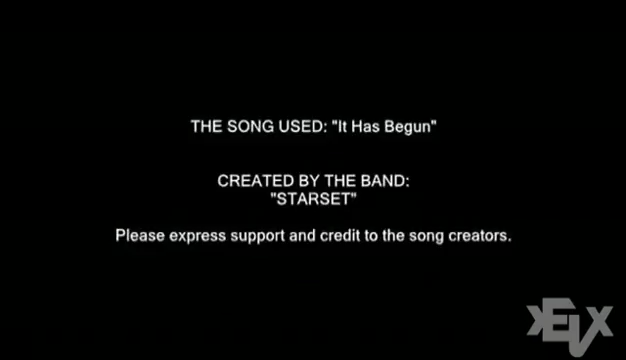 THE SONG USED: "It Has Begun"
CREATED BY THE BAND:
"STARSET"
Please express support and credit to the song creators.